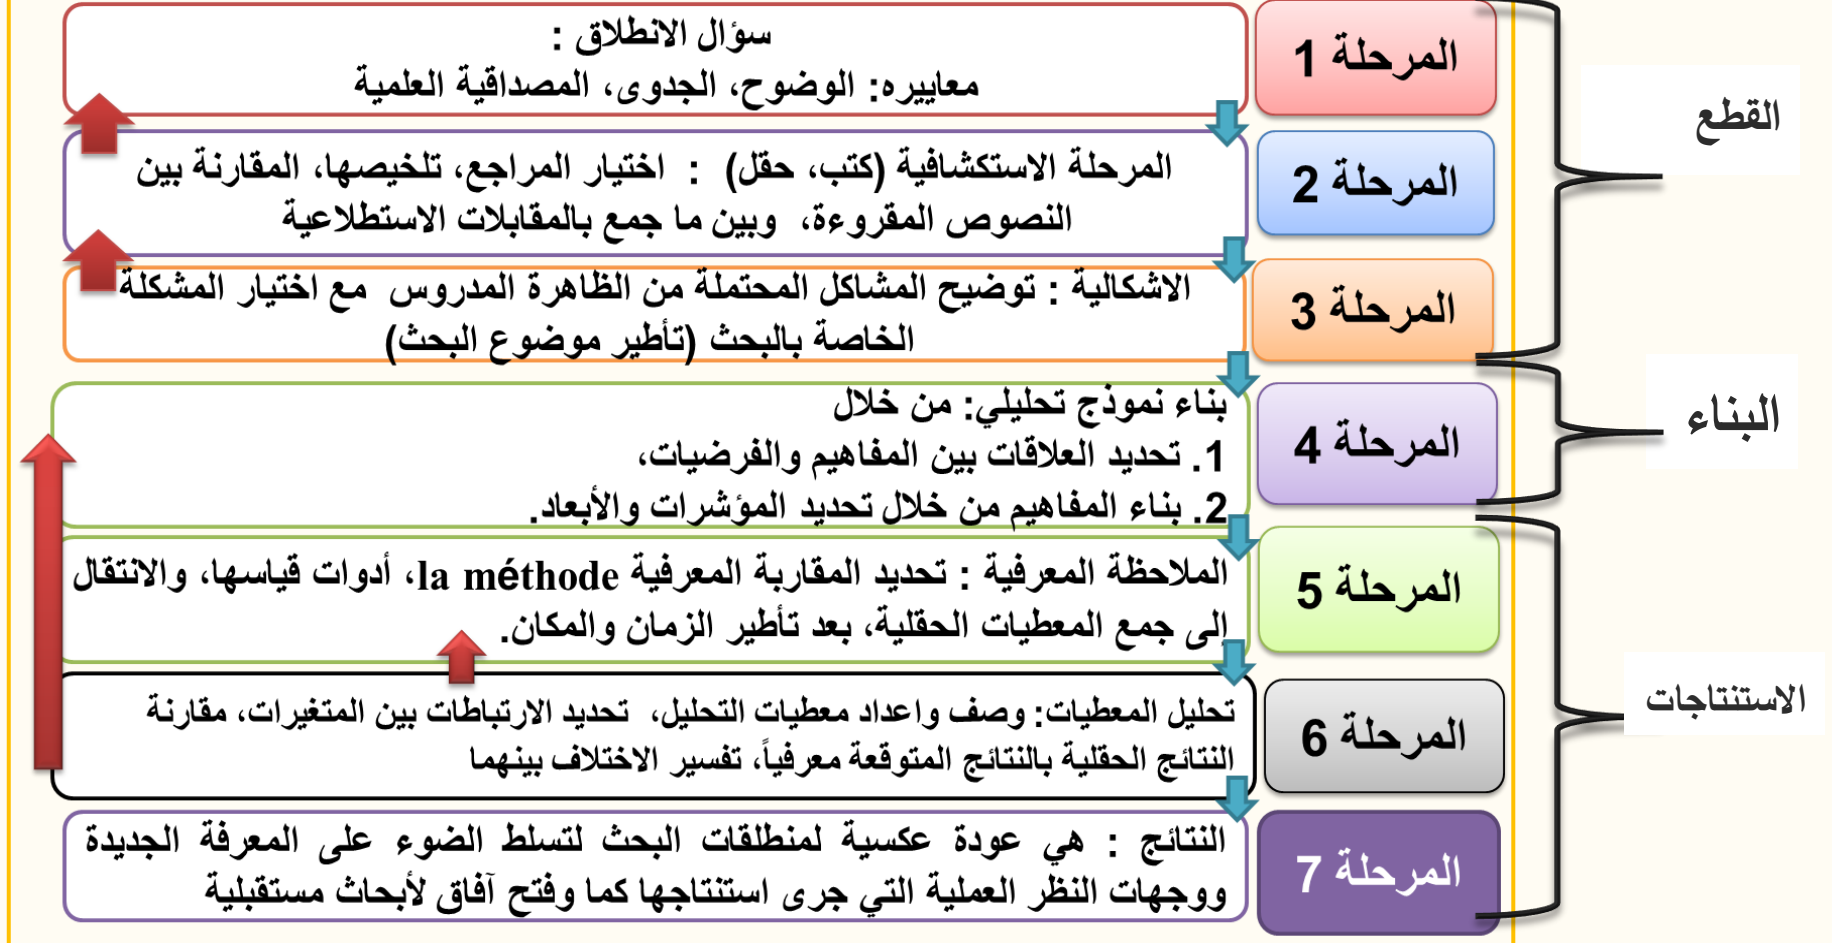 المرحلة 1
سؤال الانطلاق :
معاييره: الوضوح، الجدوى، المصداقية العلمية
المرحلة 2
المرحلة الاستكشافية (كتب، حقل) : اختيار المراجع، تلخيصها، المقارنة بين
النصوص المقروءة، وبين ما جمع بالمقابلات الاستطلاعية
المرحلة 3
الاشكالية : توضيح المشاكل المحتملة من الظاهرة المدروس مع اختيار المشكلة
الخاصة بالبحث (تأطير موضوع البحث)
القطع
المرحلة 4
بناء نموذج تحليلي: من خلال
1. تحديد العلاقات بين المفاهيم والفرضيات،
2. بناء المفاهيم من خلال تحديد المؤشرات والأبعاد.
البناء
المرحلة 5
الملاحظة المعرفية : تحديد المقاربة المعرفية la méthode، أدوات قياسها، والانتقال
إلى جمع المعطيات الحقلية، بعد تأطير الزمان والمكان.
المرحلة 6
تحليل المعطيات: وصف واعداد معطيات التحليل، تحديد الارتباطات بين المتغيرات، مقارنة
النتائج الحقلية بالنتائج المتوقعة معرفياً، تفسير الاختلاف بينهما
المرحلة 7
النتائج : هي عودة عكسية لمنطلقات البحث لتسلط الضوء على المعرفة الجديدة
ووجهات النظر العملية التي جرى استنتاجها كما وفتح آفاق لأبحاث مستقبلية
الاستنتاجات